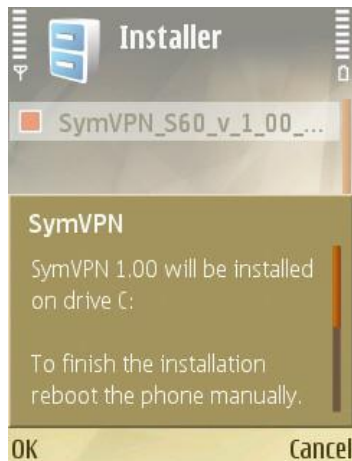 Installer
SymVPN_S60_v_1_00_...
SymVPN
SymVPN 1.00 will be installed
on drive C:
To finish the installation
reboot the phone manually.
OK Cancel